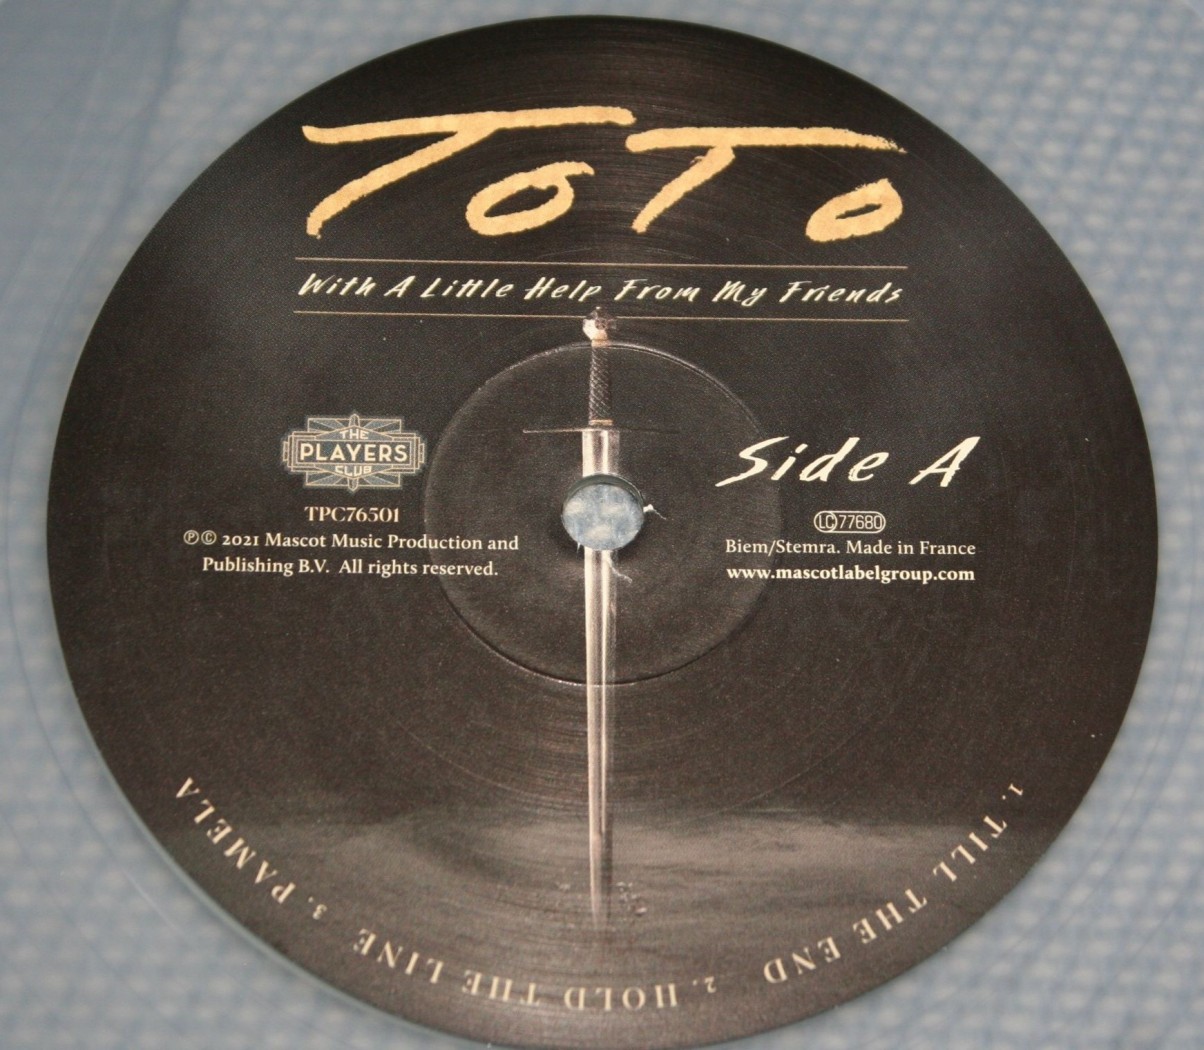 TOTO
With A Little Help From My Friends
THE
PLAYERS
CLUB
TPC76501
℗© 2021 Mascot Music Production and
Publishing B.V. All rights reserved.
Side A
LC 77680
Biem/Stemra. Made in France
www.mascotlabelgroup.com
1. TILL THE END 2. HOLD THE LINE 3. PAMELA